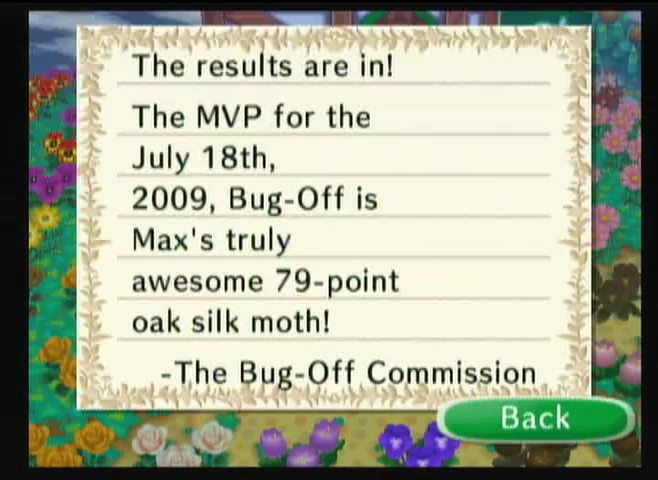 The results are in!
The MVP for the
July 18th,
2009, Bug-Off is
Max's truly
awesome 79-point
oak silk moth!
-The Bug-Off Commission
Back